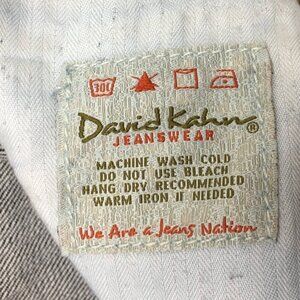 30C
David Kahn®
JEANSWEAR
MACHINE WASH COLD
DO NOT USE BLEACH
HANG DRY RECOMMENDED
WARM IRON IF NEEDED
We Are a Jeans Nation